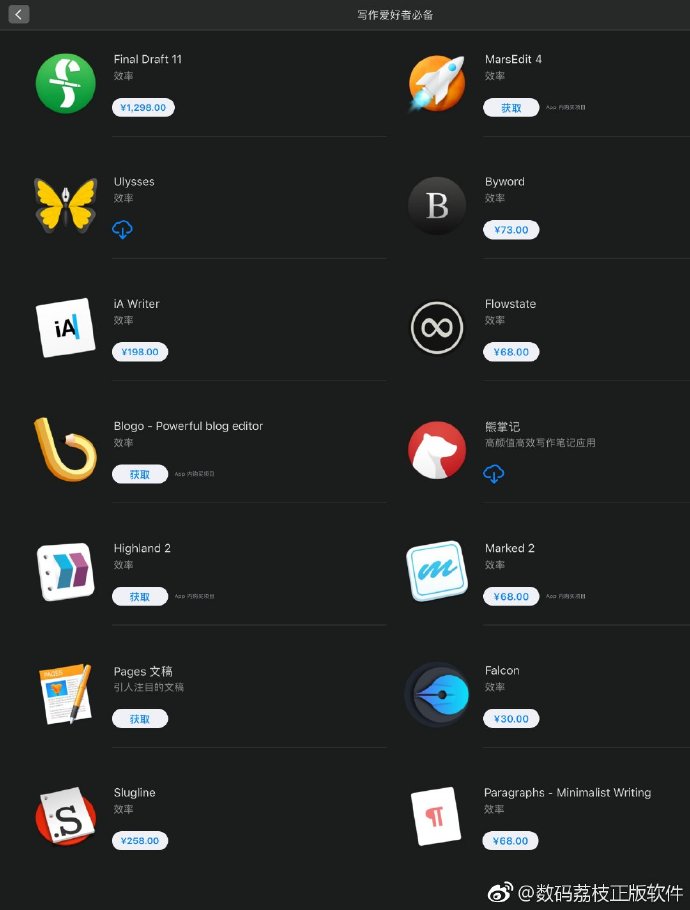 写作爱好者必备
Final Draft 11
效率
¥1,298.00
MarsEdit 4
效率
获取
App 内购买项目
Ulysses
效率
Byword
效率
B
¥73.00
iA Writer
效率
iA
¥198.00
Flowstate
效率
¥68.00
Blogo - Powerful blog editor
效率
获取
App 内购买项目
熊掌记
高颜值高效写作笔记应用
Highland 2
效率
获取
App 内购买项目
Marked 2
效率
¥68.00
App 内购买项目
Pages 文稿
引人注目的文稿
PAGES
获取
Falcon
效率
¥30.00
Slugline
效率
.S
¥258.00
Paragraphs - Minimalist Writing
效率
¶
¥68.00
@数码荔枝正版软件